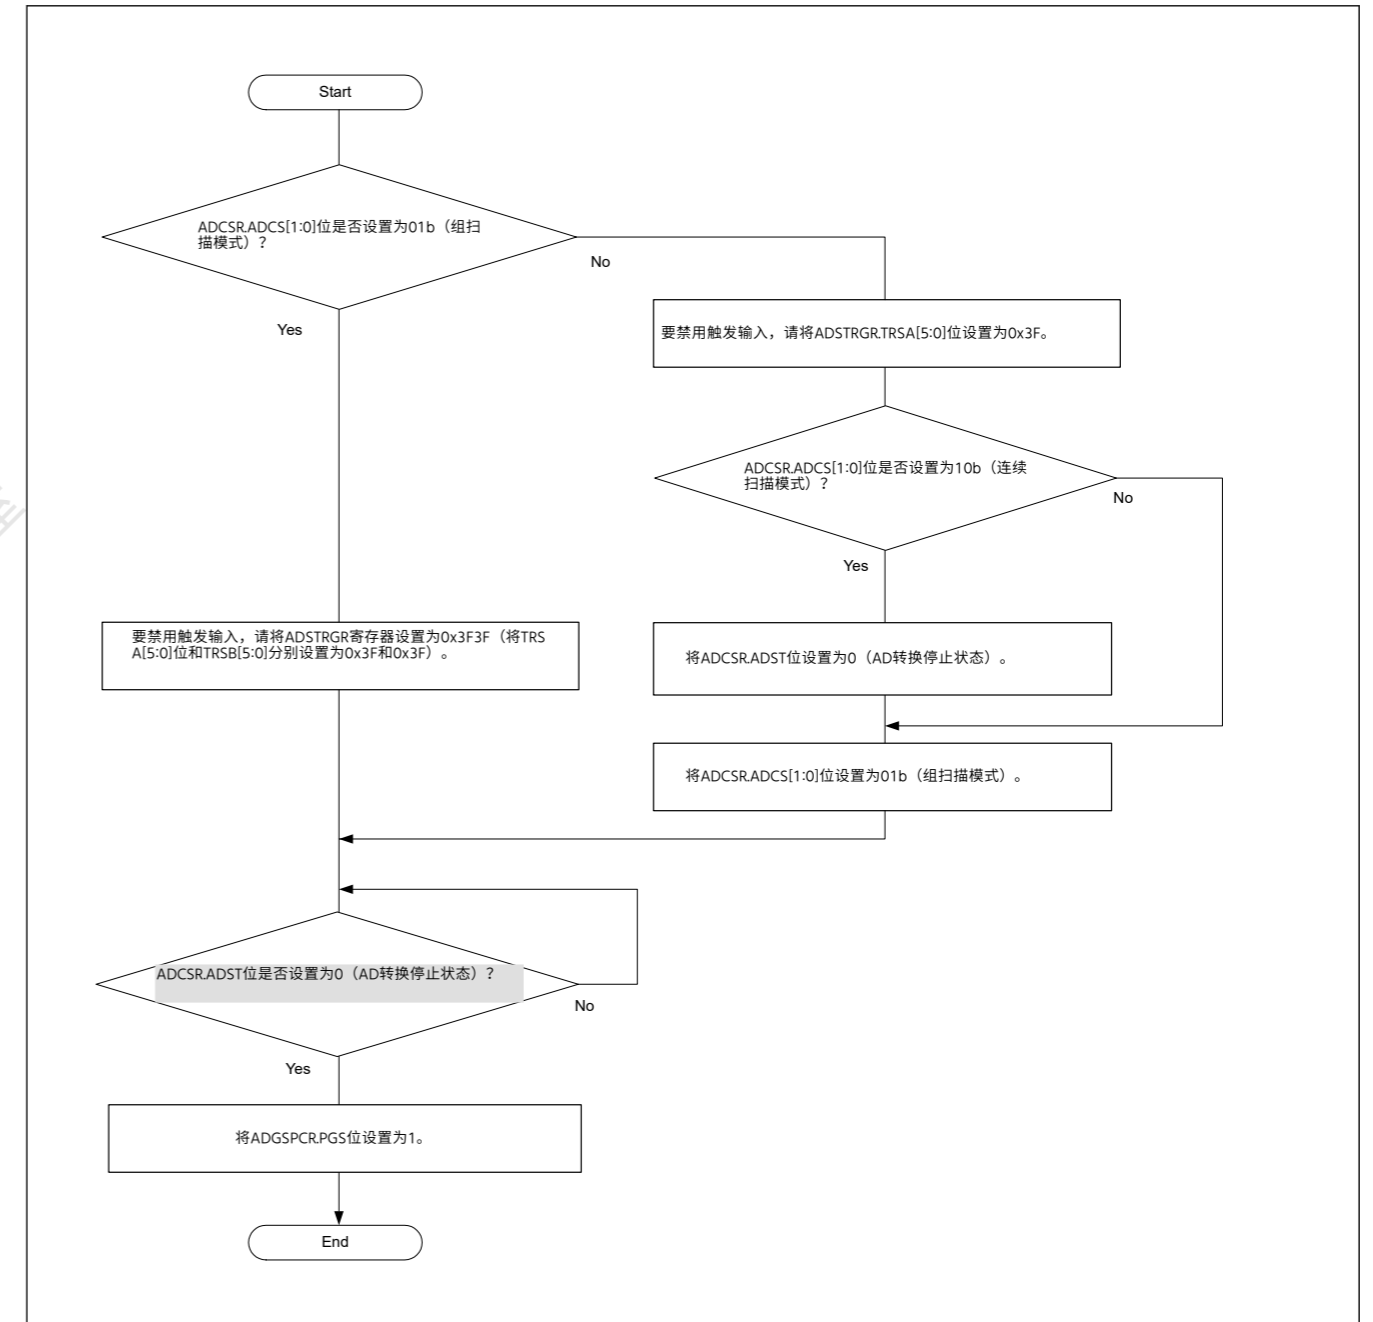 Start
ADCSR.ADCS[1:0]位是否设置为01b（组扫
描模式）？
No
Yes
要禁用触发输入，请将ADSTRGR.TRSA[5:0]位设置为0x3F。
ADCSR.ADCS[1:0]位是否设置为10b（连续
扫描模式）？
No
Yes
要禁用触发输入，请将ADSTRGR寄存器设置为0x3F3F（将TRS
A[5:0]位和TRSB[5:0]分别设置为0x3F和0x3F）。
将ADCSR.ADST位设置为0（AD转换停止状态）。
将ADCSR.ADCS[1:0]位设置为01b（组扫描模式）。
ADCSR.ADST位是否设置为0（AD转换停止状态）？
No
Yes
将ADGSPCR.PGS位设置为1。
End